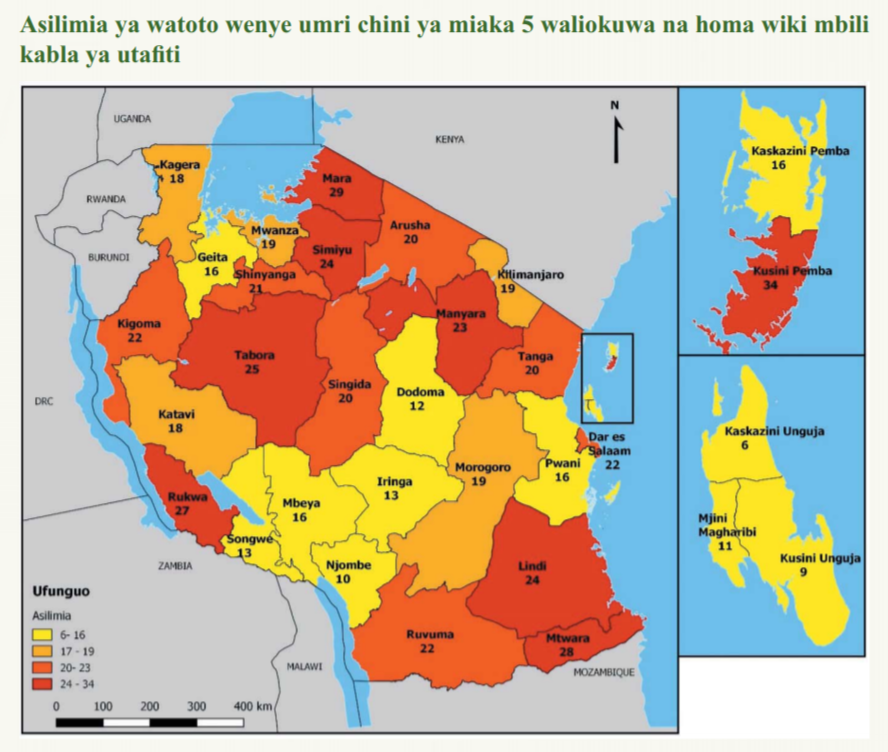 Asilimia ya watoto wenye umri chini ya miaka 5 waliokuwa na homa wiki mbili
kabla ya utafiti
UGANDA
KENYA
N
RWANDA
BURUNDI
DRC
ZAMBIA
MALAWI
MOZAMBIQUE
Kagera
18
Mara
29
Mwanza
19
Arusha
20
Simiyu
24
Geita
16
Shinyanga
21
Kilimanjaro
19
Kigoma
22
Manyara
23
Tabora
25
Tanga
20
Singida
20
Dodoma
12
Katavi
18
Dar es
Salaam
22
Morogoro
19
Pwani
16
Iringa
13
Rukwa
27
Mbeya
16
Songwe
13
Njombe
10
Lindi
24
Ruvuma
22
Mtwara
28
Ufunguo
Asilimia
6- 16
17 - 19
20- 23
24 - 34
0 100 200 300 400 km
Kaskazini Pemba
16
Kusini Pemba
34
Kaskazini Unguja
6
Mjini
Magharibi
11
Kusini Unguja
9